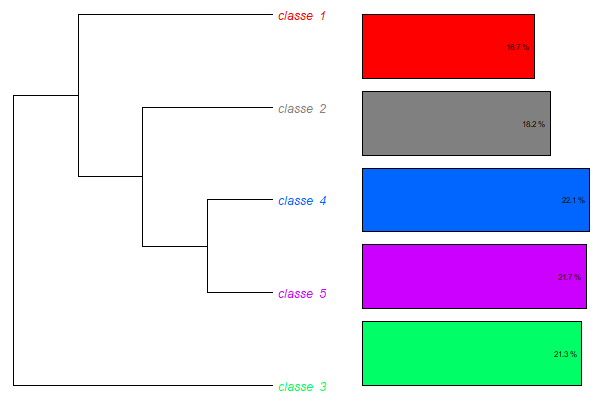 classe 1
16.7 %
classe 2
18.2 %
classe 4
22.1 %
classe 5
21.7 %
21.3 %
classe 3